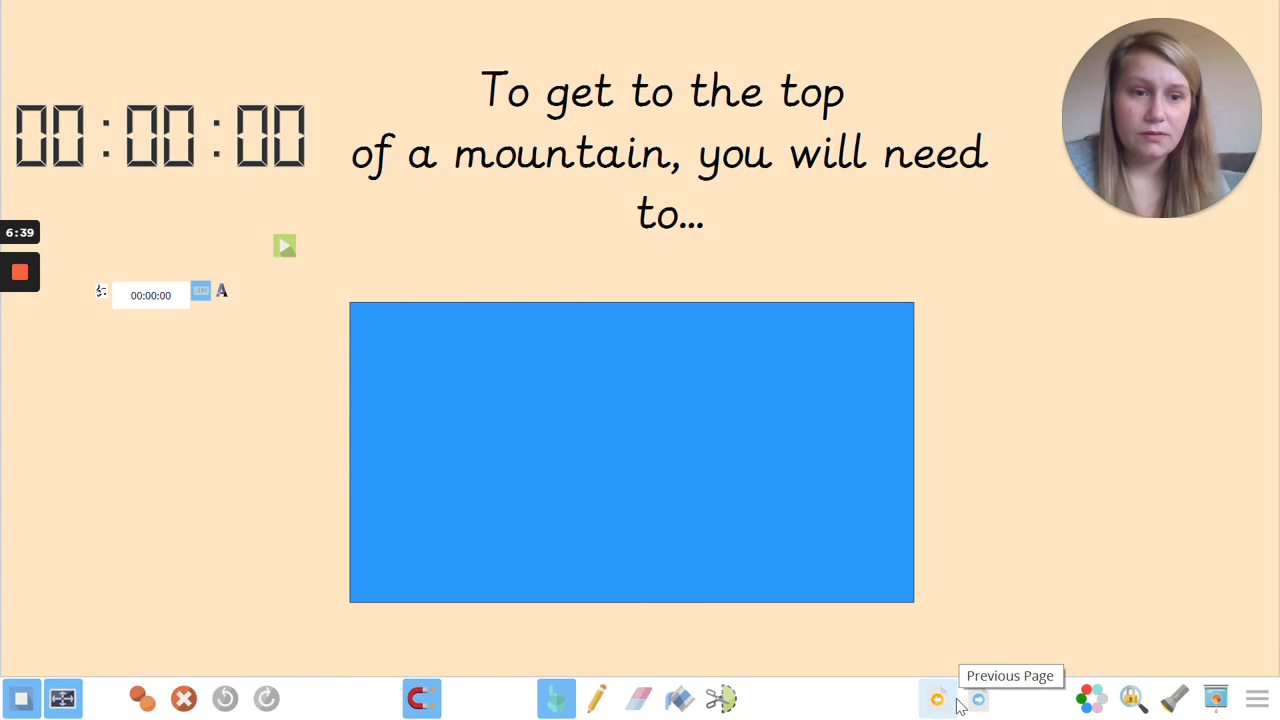 To get to the top
of a mountain, you will need
to...
00:00:00
6:39
00:00:00
A
Previous Page